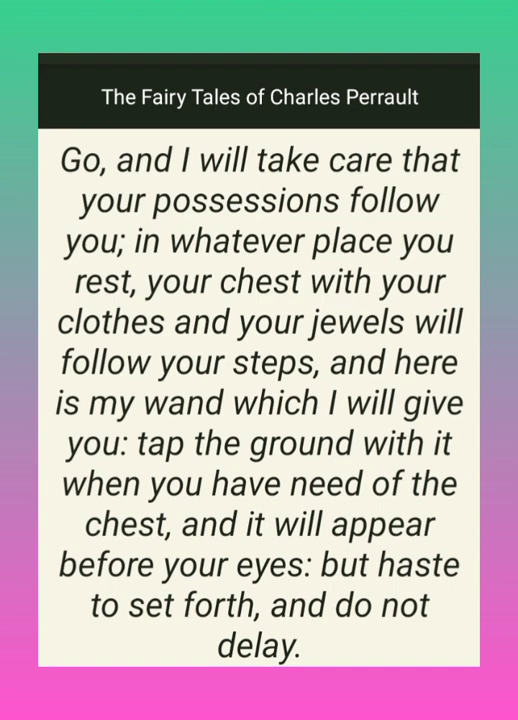 The Fairy Tales of Charles Perrault
Go, and I will take care that
your possessions follow
you; in whatever place you
rest, your chest with your
clothes and your jewels will
follow your steps, and here
is my wand which I will give
you: tap the ground with it
when you have need of the
chest, and it will appear
before your eyes: but haste
to set forth, and do not
delay.